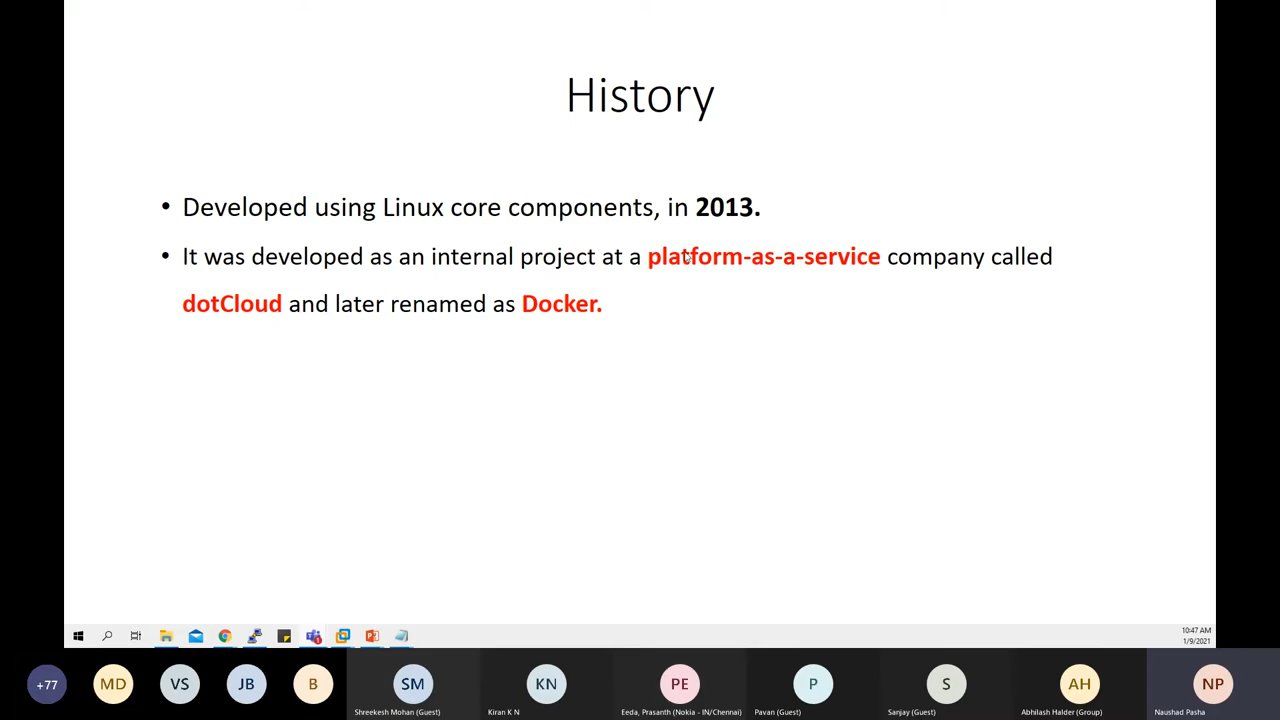 History
• Developed using Linux core components, in 2013.
• It was developed as an internal project at a platform-as-a-service company called
dotCloud and later renamed as Docker.
10:47 AM
1/9/2021
+77 MD VS JB B SM KN PE P S AH NP
Shreekesh Mohan (Guest) Kiran K N Eeda, Prasanth (Nokia - IN/Chennai) Pavan (Guest) Sanjay (Guest) Abhilash Halder (Group) Naushad Pasha